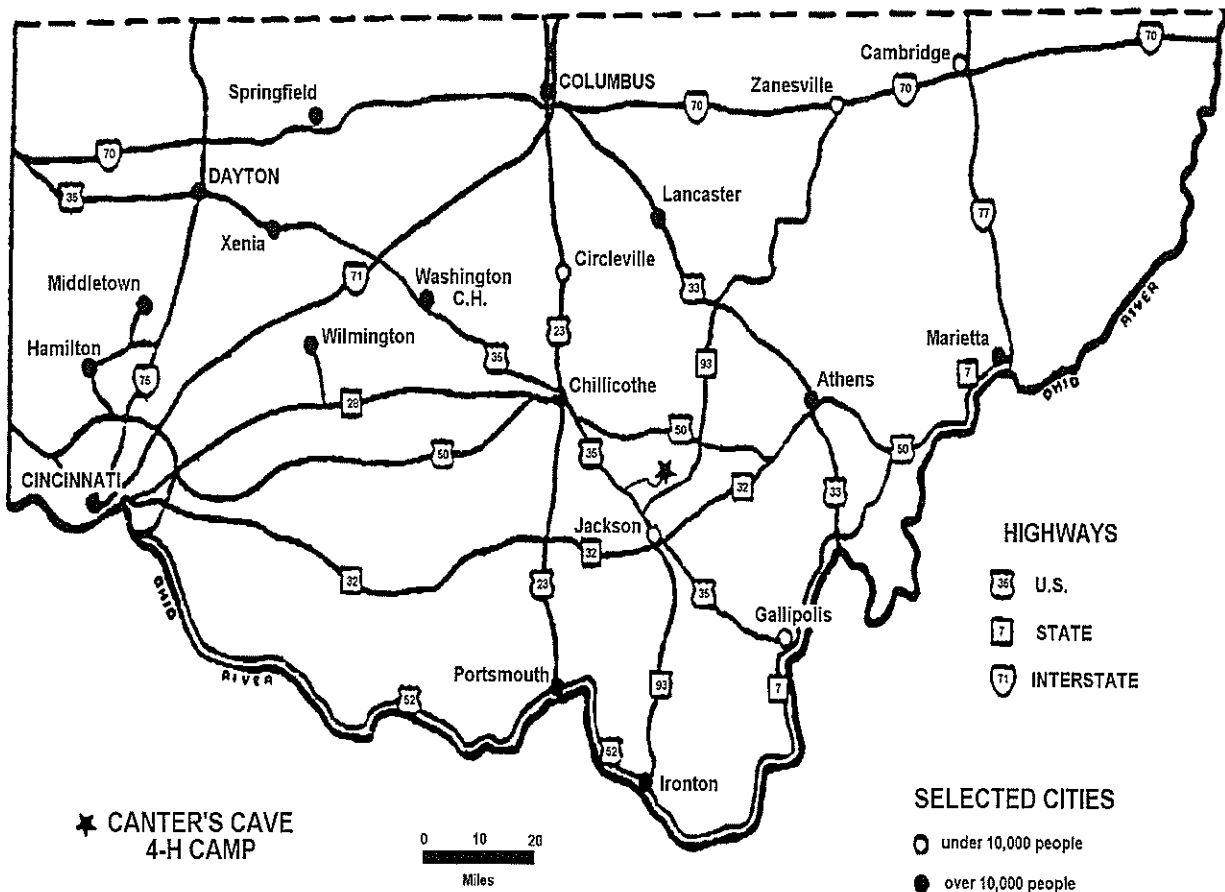 Cambridge
70
COLUMBUS
Zanesville
70
Springfield
70
70
DAYTON
35
Lancaster
Xenia
77
Circleville
71
Washington
C.H.
Middletown
33
RIVER
Wilmington
23
Marietta
Hamilton
35
93
7
75
Chillicothe
Athens
OHIO
28
50
50
35
50
CINCINNATI
32
33
Jackson
HIGHWAYS
32
32
OHIO
23
35
35
U.S.
Gallipolis
7
STATE
RIVER
Portsmouth
93
7
71
INTERSTATE
52
52
Ironton
CANTER'S CAVE
4-H CAMP
0 10 20
Miles
SELECTED CITIES
under 10,000 people
over 10,000 people